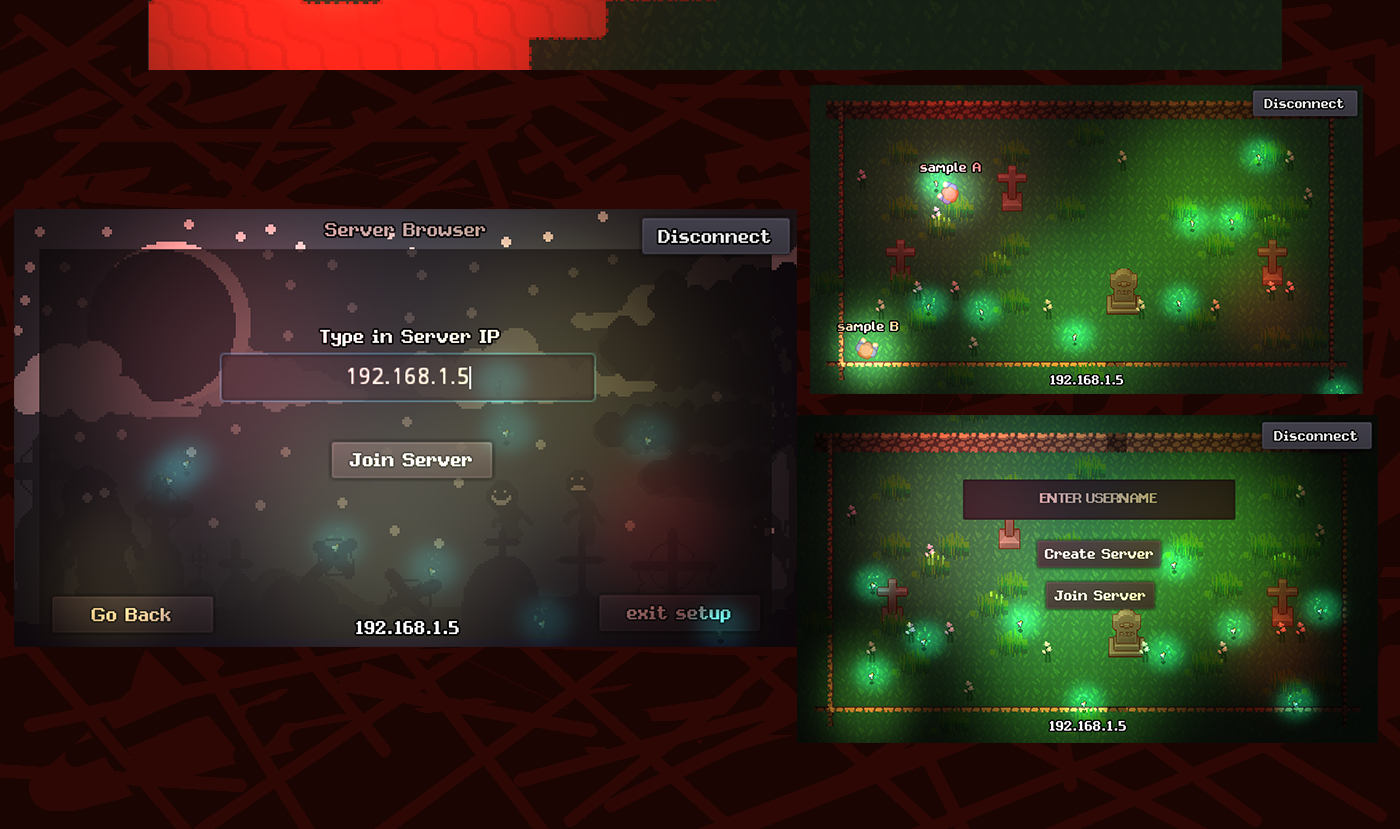 Server Browser
Disconnect
Type in Server IP
192.168.1.5
Join Server
Go Back
exit setup
192.168.1.5
Disconnect
sample A
RIP
sample B
192.168.1.5
Disconnect
ENTER USERNAME
Create Server
Join Server
RIP
192.168.1.5